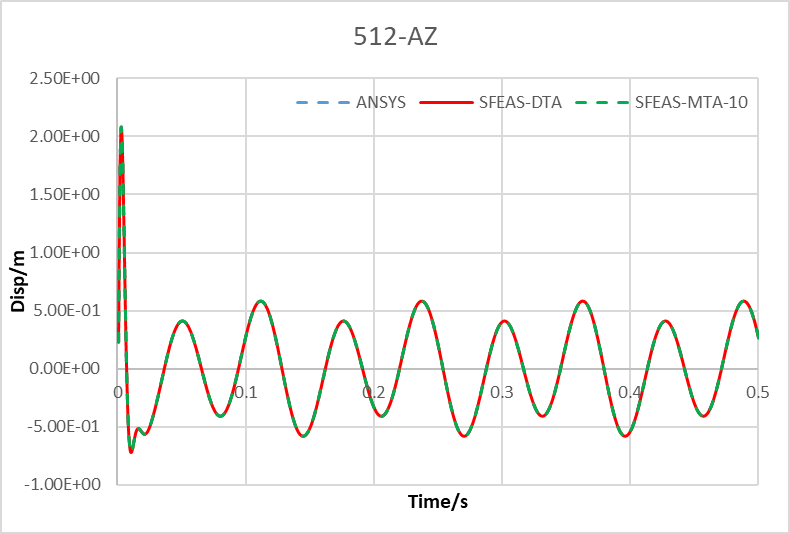 512-AZ
2.50E+00
ANSYS SFEAS-DTA SFEAS-MTA-10
2.00E+00
1.50E+00
1.00E+00
Disp/m
5.00E-01
0.00E+00
0 0.1 0.2 0.3 0.4 0.5
-5.00E-01
-1.00E+00
Time/s